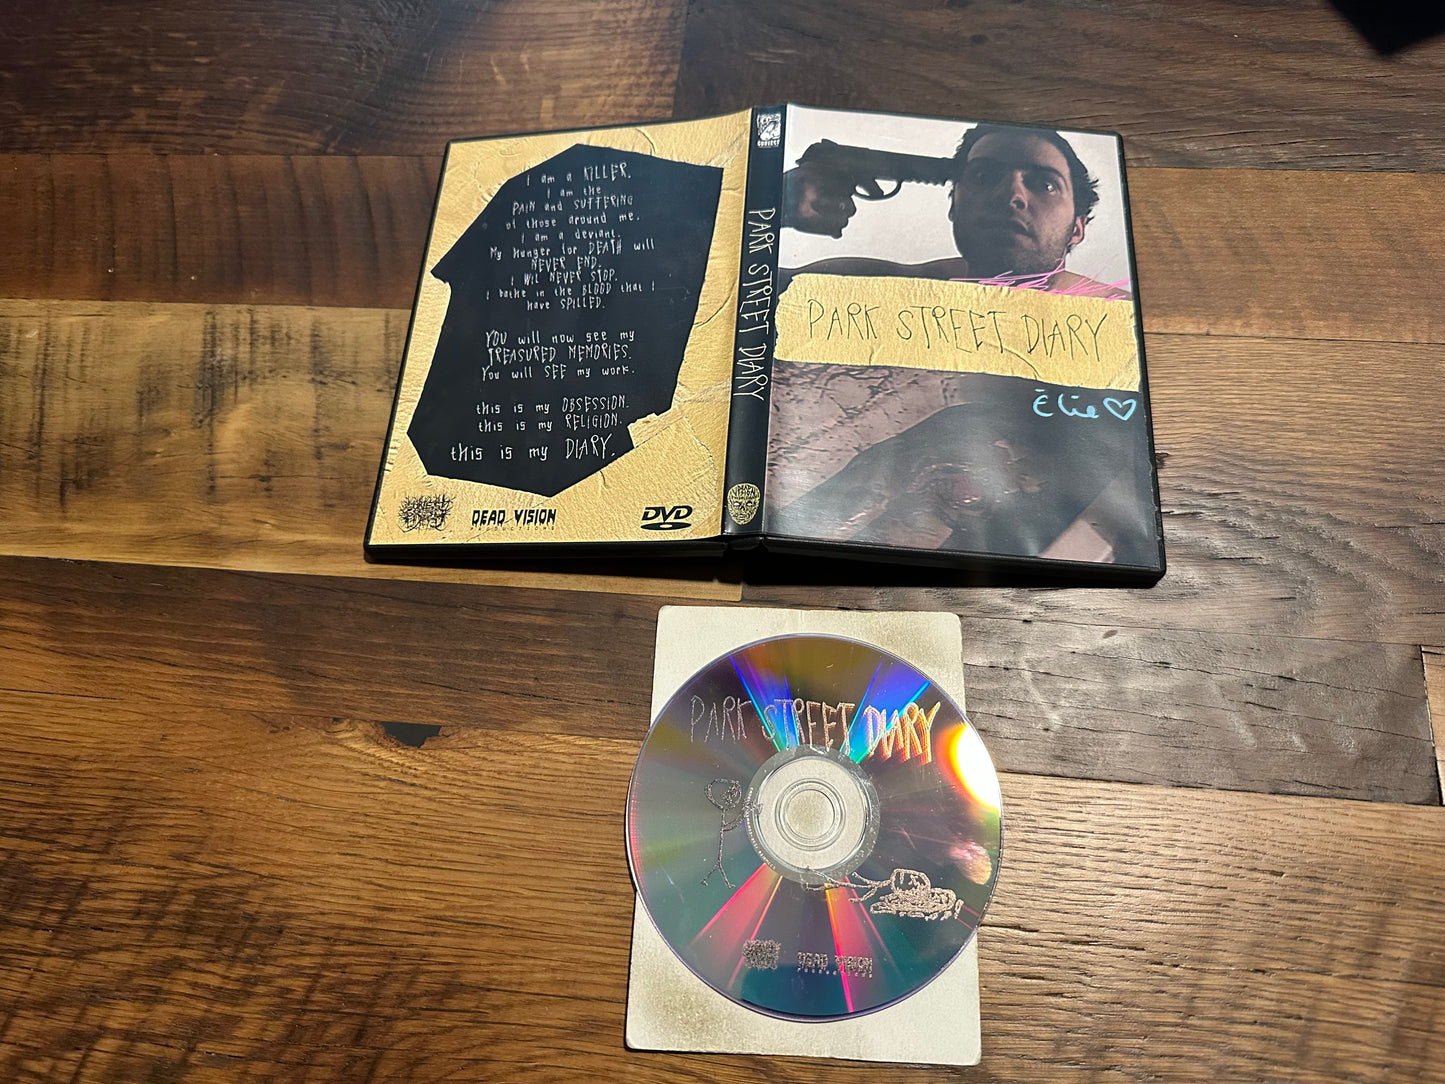 I am a KILLER.
I am the
PAIN and SUFFERING
of those around me.
I am a deviant.
My hunger for DEATH will
NEVER END.
I WIL NEVER STOP.
I bathe in the BLOOD that I
have SPILLED.
YOU will now see my
TREASURED MEMORIES.
You will SEE my work.
this is my OBSESSION.
this is my RELIGION.
this is my DIARY.
DEAD VISION
PRODUCTIONS
DVD
PARK STREET DIARY
PARK STREET DIARY
PARK STREET DIARY
DEAD VISION